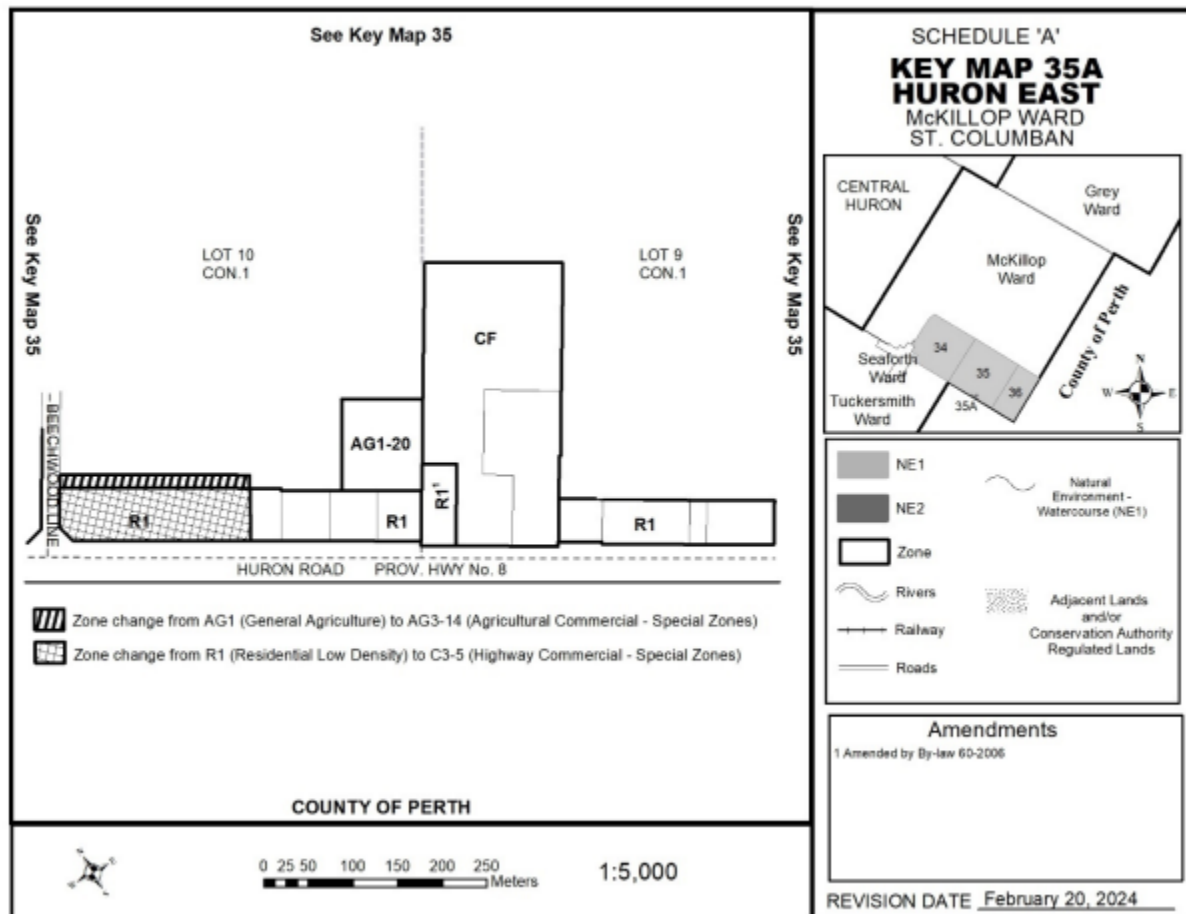 See Key Map 35
See Key Map 35
See Key Map 35
LOT 10
CON.1
LOT 9
CON.1
CF
AG1-20
R1¹
R1
R1
R1
BEECHWOOD LINE
HURON ROAD PROV. HWY No. 8
Zone change from AG1 (General Agriculture) to AG3-14 (Agricultural Commercial - Special Zones)
Zone change from R1 (Residential Low Density) to C3-5 (Highway Commercial - Special Zones)
COUNTY OF PERTH
0 25 50 100 150 200 250
Meters
1:5,000
SCHEDULE 'A'
KEY MAP 35A
HURON EAST
McKILLOP WARD
ST. COLUMBAN
CENTRAL
HURON
Grey
Ward
McKillop
Ward
County of Perth
34
35
36
35A
Seaforth
Ward
Tuckersmith
Ward
N
W
E
S
NE1
NE2
Zone
Rivers
Railway
Roads
Natural
Environment -
Watercourse (NE1)
Adjacent Lands
and/or
Conservation Authority
Regulated Lands
Amendments
1 Amended by By-law 60-2006
REVISION DATE February 20, 2024